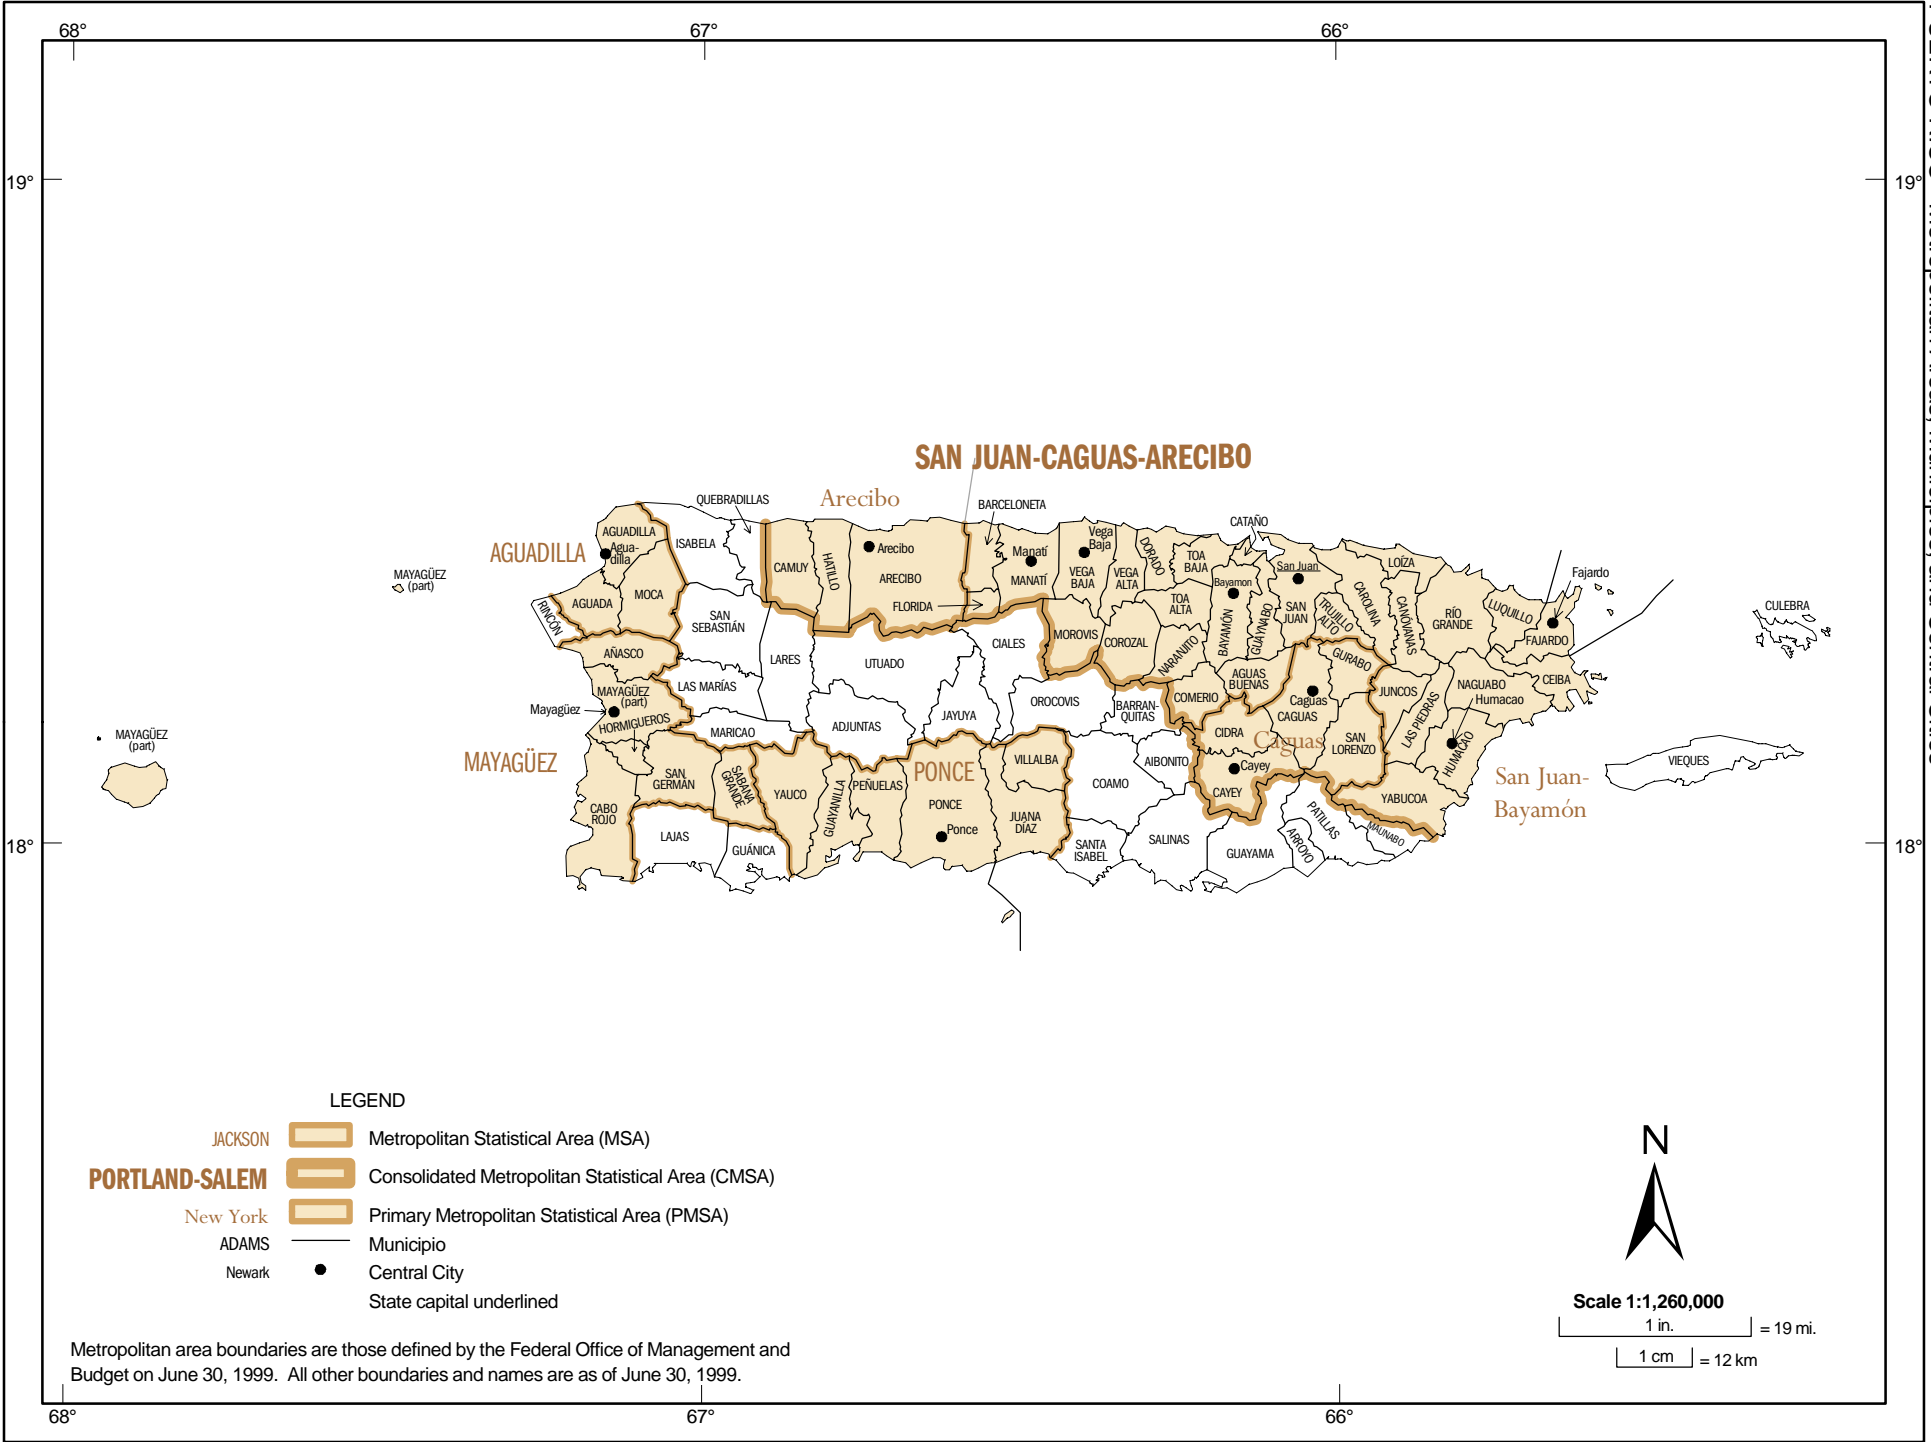 68°
67°
66°
19°
19°
SAN JUAN-CAGUAS-ARECIBO
QUEBRADILLAS
Arecibo
BARCELONETA
CATAÑO
AGUADILLA
AGUADILLA
Agua-
dilla
ISABELA
CAMUY
HATILLO
Arecibo
ARECIBO
FLORIDA
Manatí
MANATÍ
Vega
Baja
VEGA
BAJA
VEGA
ALTA
DORADO
TOA
BAJA
TOA
ALTA
Bayamon
BAYAMÓN
GUAYNABO
San Juan
SAN
JUAN
TRUJILLO
ALTO
CAROLINA
LOÍZA
CANÓVANAS
RÍO
GRANDE
LUQUILLO
Fajardo
FAJARDO
CULEBRA
MAYAGÜEZ
(part)
RINCÓN
AGUADA
MOCA
SAN
SEBASTIÁN
LARES
UTUADO
CIALES
MOROVIS
COROZAL
NARANJITO
AGUAS
BUENAS
GURABO
AÑASCO
LAS MARÍAS
MAYAGÜEZ
(part)
Mayagüez
HORMIGUEROS
MARICAO
ADJUNTAS
JAYUYA
OROCOVIS
BARRAN-
QUITAS
COMERIO
CIDRA
Caguas
CAGUAS
Caguas
SAN
LORENZO
JUNCOS
LAS PIEDRAS
NAGUABO
Humacao
HUMACAO
CEIBA
MAYAGÜEZ
(part)
MAYAGÜEZ
SAN
GERMÁN
SABANA
GRANDE
YAUCO
GUAYANILLA
PEÑUELAS
PONCE
PONCE
Ponce
VILLALBA
JUANA
DÍAZ
COAMO
AIBONITO
Cayey
CAYEY
YABUCOA
San Juan-
Bayamón
VIEQUES
CABO
ROJO
LAJAS
GUÁNICA
SANTA
ISABEL
SALINAS
GUAYAMA
ARROYO
PATILLAS
MAUNABO
18°
18°
LEGEND
JACKSON Metropolitan Statistical Area (MSA)
PORTLAND-SALEM Consolidated Metropolitan Statistical Area (CMSA)
New York Primary Metropolitan Statistical Area (PMSA)
ADAMS Municipio
Newark Central City
State capital underlined
Metropolitan area boundaries are those defined by the Federal Office of Management and
Budget on June 30, 1999. All other boundaries and names are as of June 30, 1999.
N
Scale 1:1,260,000
1 in. = 19 mi.
1 cm = 12 km
68°
67°
66°